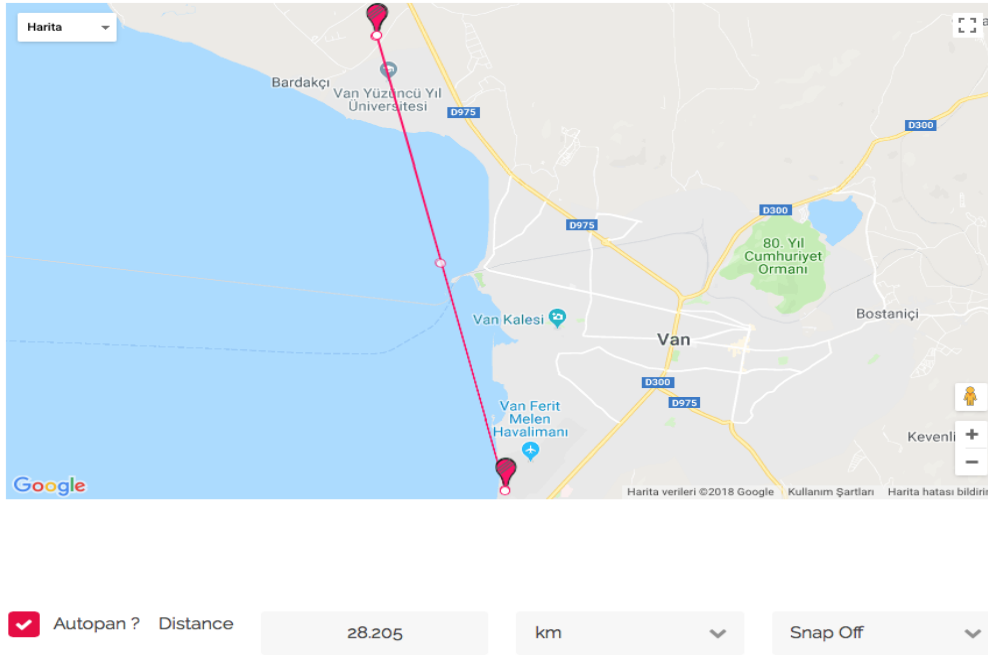 Harita
Bardakçı
Van Yüzüncü Yıl
Üniversitesi
D975
D300
D975
D300
80. Yıl
Cumhuriyet
Ormanı
Van Kalesi
Bostaniçi
Van
D300
D975
Van Ferit
Melen
Havalimanı
Kevenli
Google
Harita verileri ©2018 Google
Kullanım Şartları
Harita hatası bildirin
Autopan ? Distance 28.205 km Snap Off